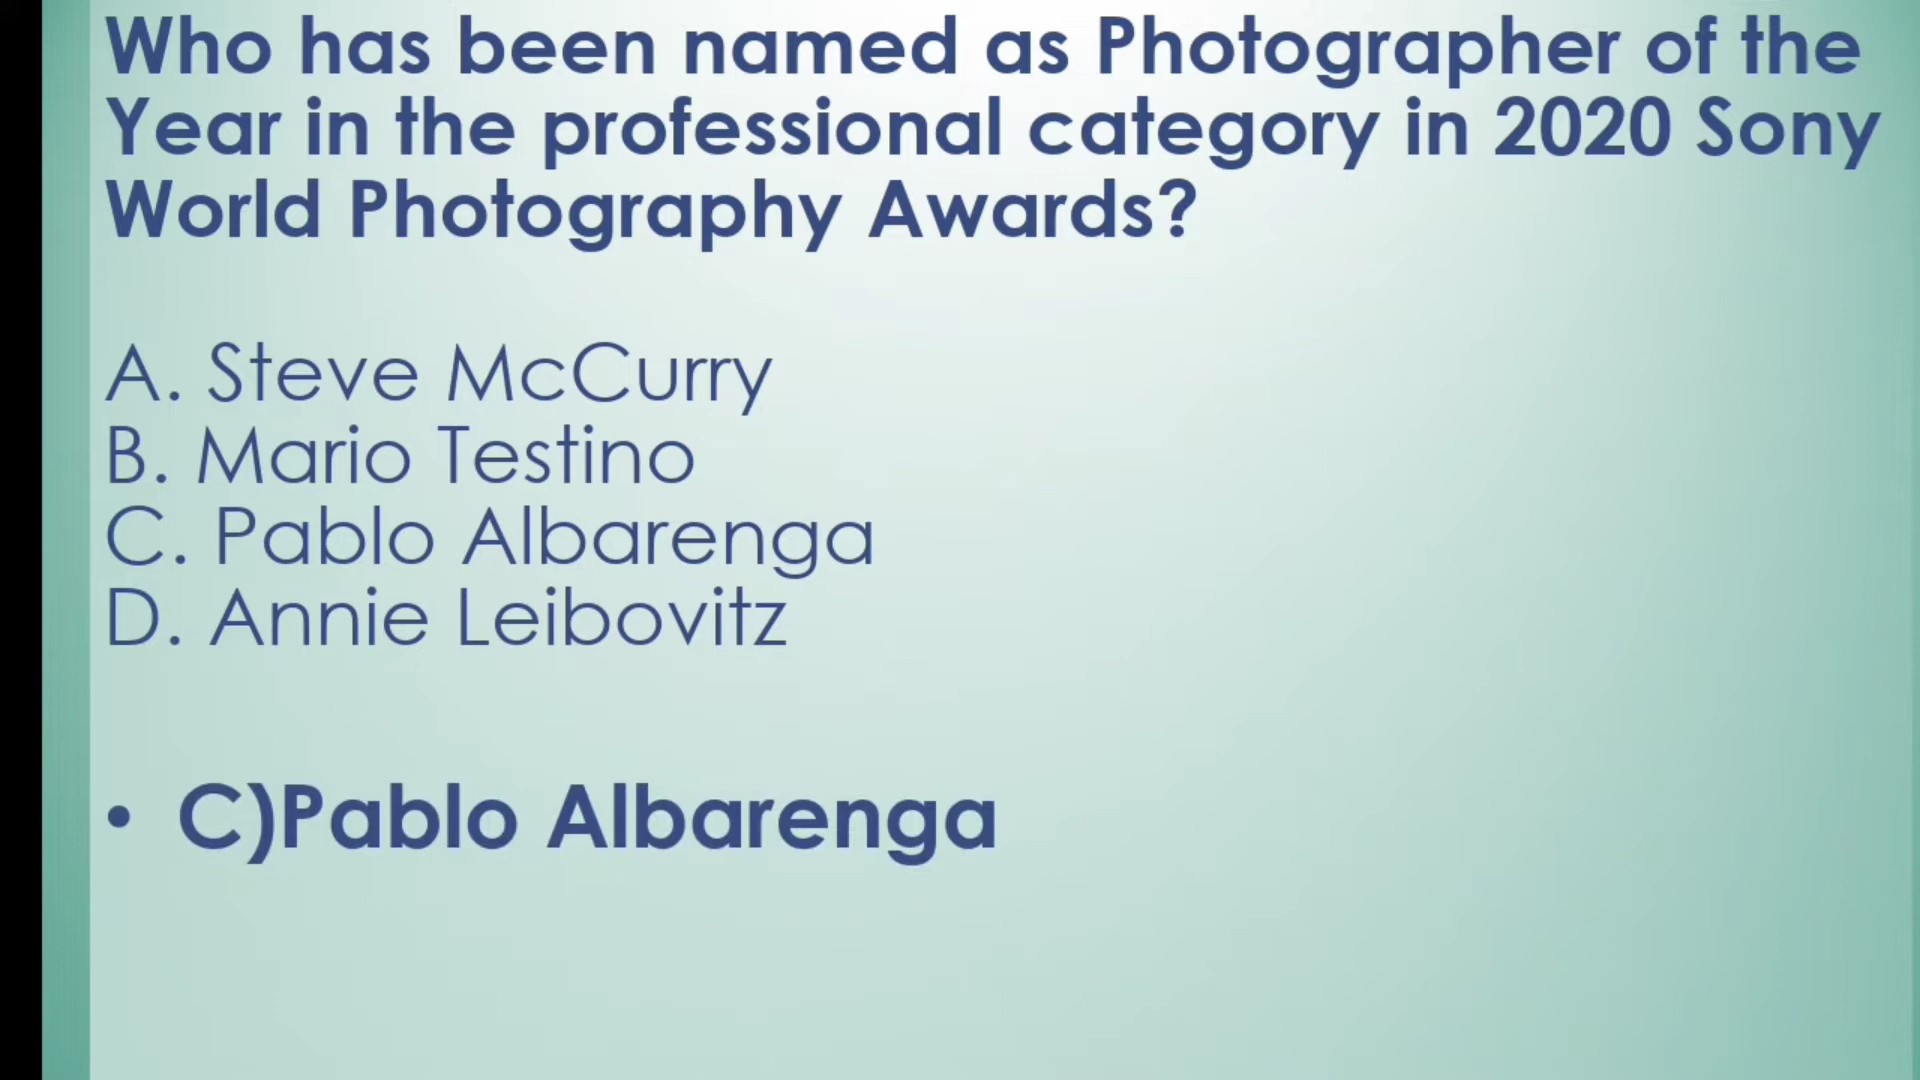 Who has been named as Photographer of the
Year in the professional category in 2020 Sony
World Photography Awards?
A. Steve McCurry
B. Mario Testino
C. Pablo Albarenga
D. Annie Leibovitz
• C)Pablo Albarenga